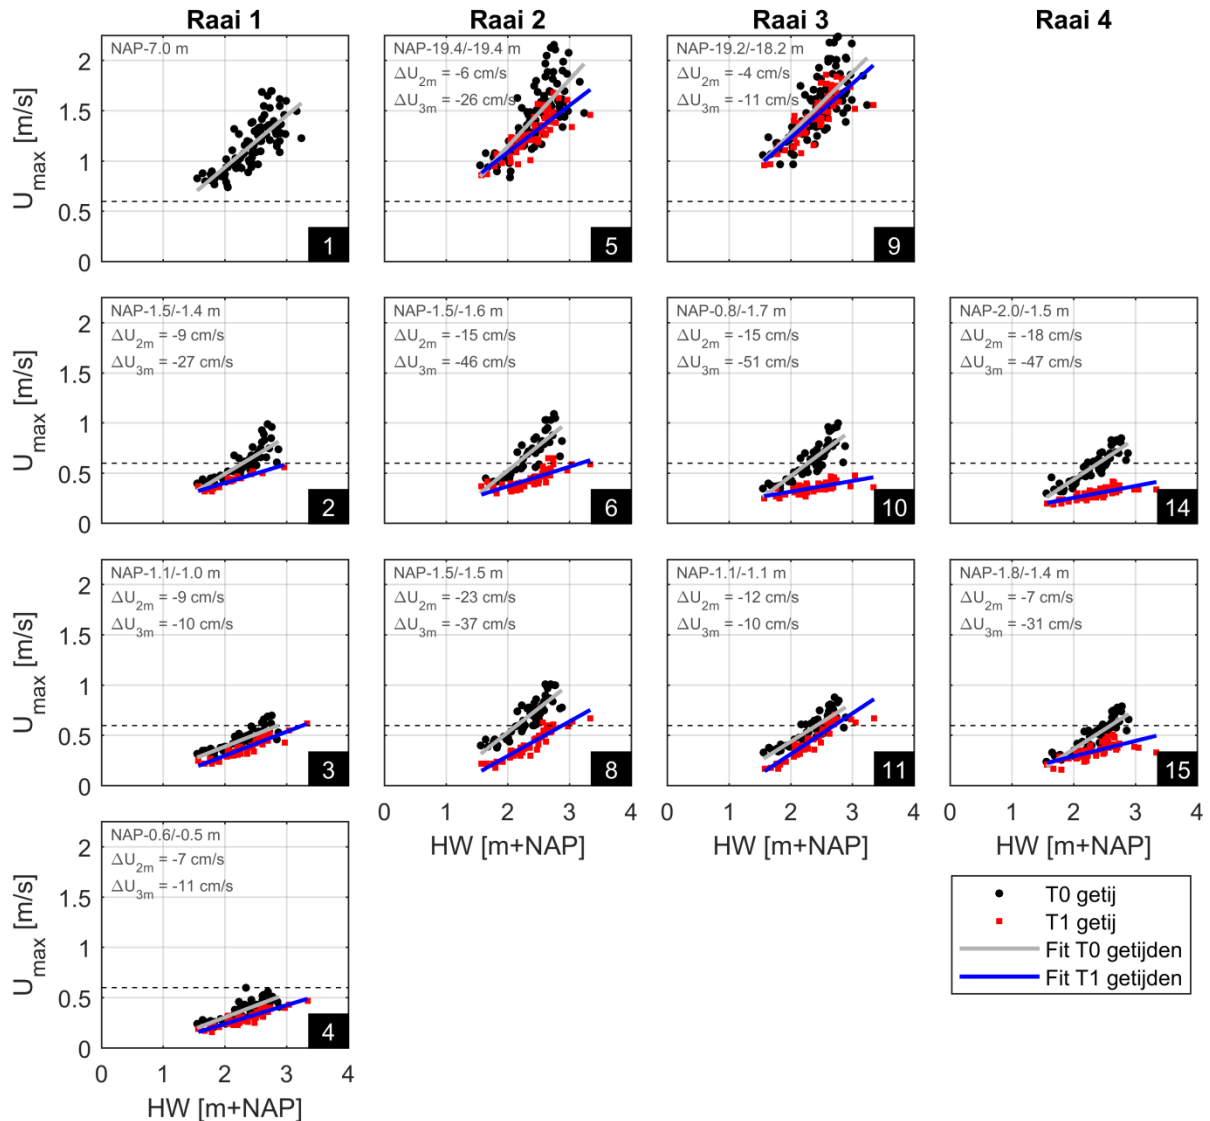 Raai 1
Raai 2
Raai 3
Raai 4
U_max [m/s]
2
1.5
1
0.5
0
NAP-7.0 m
1
NAP-19.4/-19.4 m
ΔU_2m = -6 cm/s
ΔU_3m = -26 cm/s
5
NAP-19.2/-18.2 m
ΔU_2m = -4 cm/s
ΔU_3m = -11 cm/s
9
U_max [m/s]
2
1.5
1
0.5
0
NAP-1.5/-1.4 m
ΔU_2m = -9 cm/s
ΔU_3m = -27 cm/s
2
NAP-1.5/-1.6 m
ΔU_2m = -15 cm/s
ΔU_3m = -46 cm/s
6
NAP-0.8/-1.7 m
ΔU_2m = -15 cm/s
ΔU_3m = -51 cm/s
10
NAP-2.0/-1.5 m
ΔU_2m = -18 cm/s
ΔU_3m = -47 cm/s
14
U_max [m/s]
2
1.5
1
0.5
0
NAP-1.1/-1.0 m
ΔU_2m = -9 cm/s
ΔU_3m = -10 cm/s
3
NAP-1.5/-1.5 m
ΔU_2m = -23 cm/s
ΔU_3m = -37 cm/s
8
0 1 2 3 4
HW [m+NAP]
NAP-1.1/-1.1 m
ΔU_2m = -12 cm/s
ΔU_3m = -10 cm/s
11
0 1 2 3 4
HW [m+NAP]
NAP-1.8/-1.4 m
ΔU_2m = -7 cm/s
ΔU_3m = -31 cm/s
15
0 1 2 3 4
HW [m+NAP]
U_max [m/s]
2
1.5
1
0.5
0
NAP-0.6/-0.5 m
ΔU_2m = -7 cm/s
ΔU_3m = -11 cm/s
4
0 1 2 3 4
HW [m+NAP]
T0 getij
T1 getij
Fit T0 getijden
Fit T1 getijden